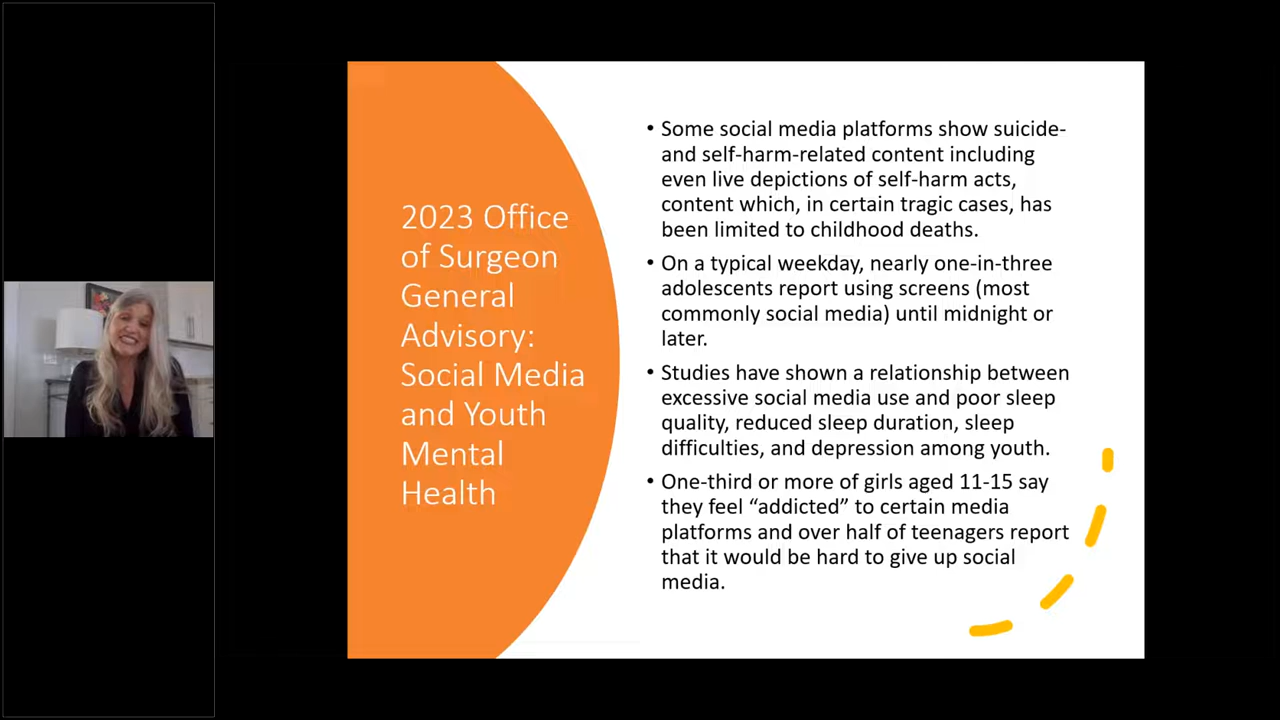 2023 Office
of Surgeon
General
Advisory:
Social Media
and Youth
Mental
Health
• Some social media platforms show suicide-
and self-harm-related content including
even live depictions of self-harm acts,
content which, in certain tragic cases, has
been limited to childhood deaths.
• On a typical weekday, nearly one-in-three
adolescents report using screens (most
commonly social media) until midnight or
later.
• Studies have shown a relationship between
excessive social media use and poor sleep
quality, reduced sleep duration, sleep
difficulties, and depression among youth.
• One-third or more of girls aged 11-15 say
they feel “addicted” to certain media
platforms and over half of teenagers report
that it would be hard to give up social
media.